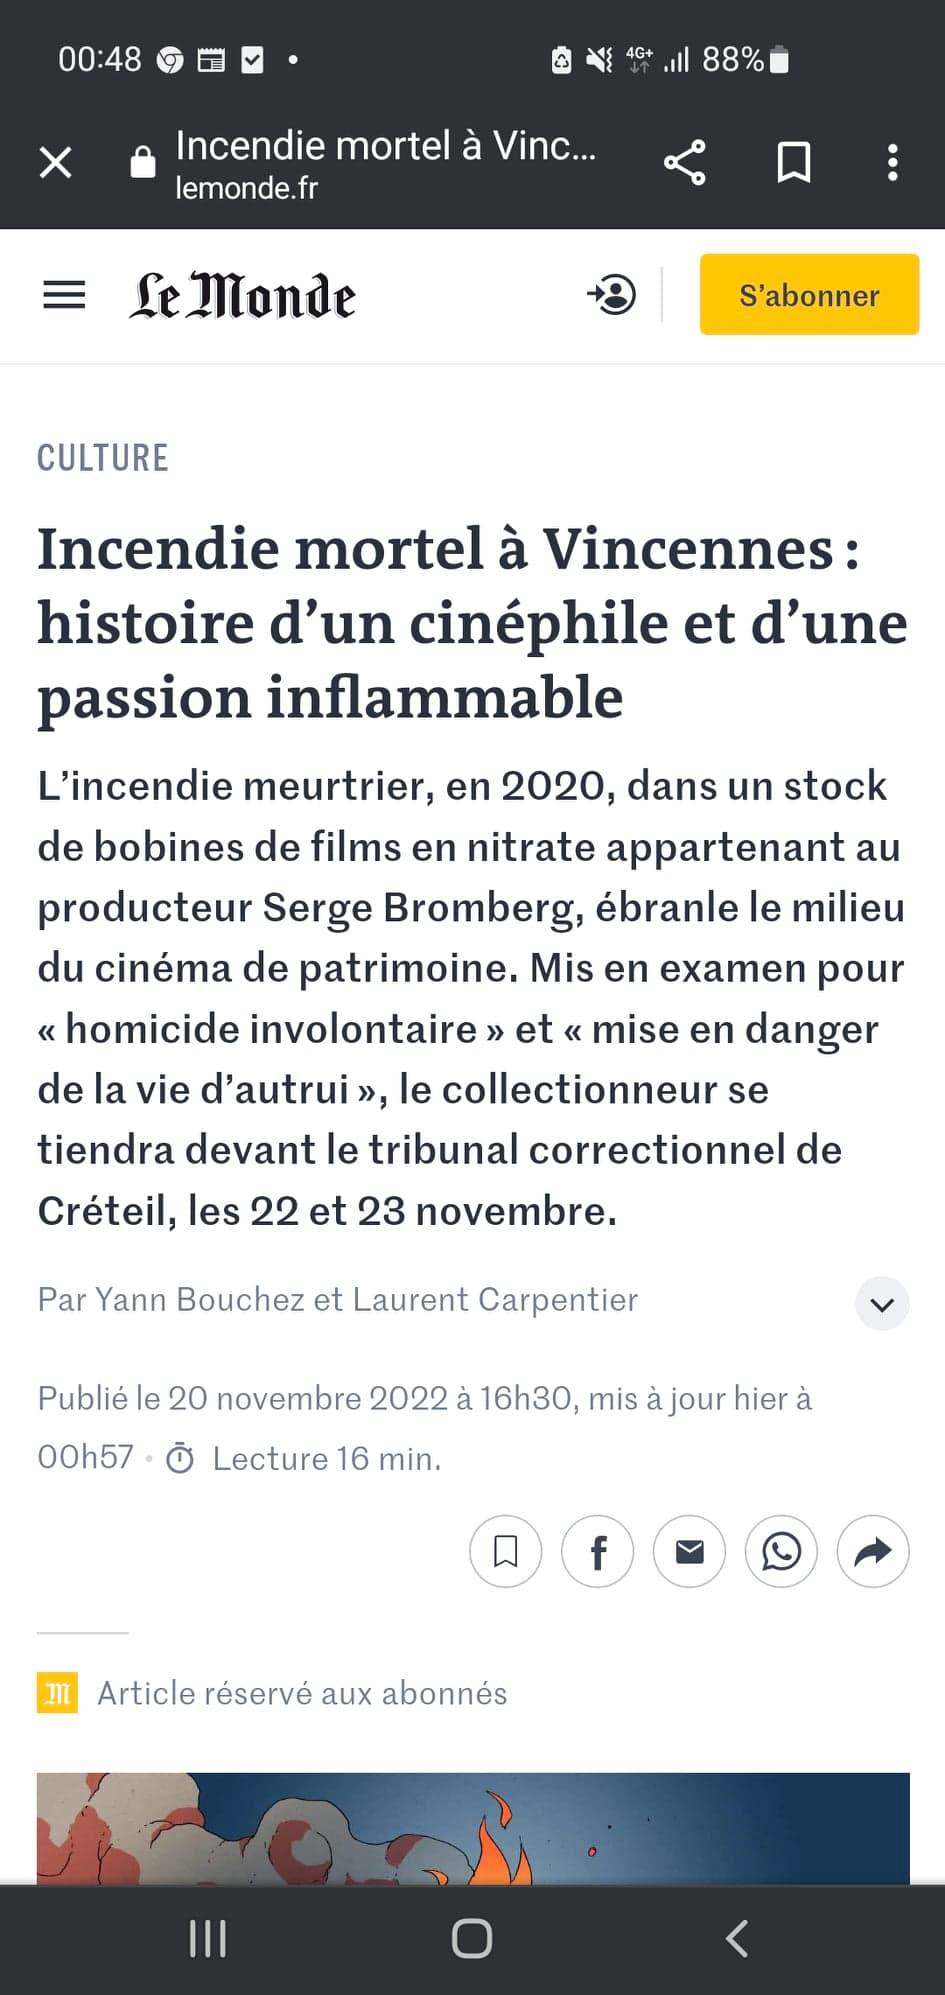 00:48
4G+ 88%
Incendie mortel à Vinc...
lemonde.fr
Le Monde
S'abonner
CULTURE
Incendie mortel à Vincennes :
histoire d'un cinéphile et d'une
passion inflammable
L'incendie meurtrier, en 2020, dans un stock
de bobines de films en nitrate appartenant au
producteur Serge Bromberg, ébranle le milieu
du cinéma de patrimoine. Mis en examen pour
« homicide involontaire » et « mise en danger
de la vie d'autrui », le collectionneur se
tiendra devant le tribunal correctionnel de
Créteil, les 22 et 23 novembre.
Par Yann Bouchez et Laurent Carpentier
Publié le 20 novembre 2022 à 16h30, mis à jour hier à
00h57 • Lecture 16 min.
M Article réservé aux abonnés